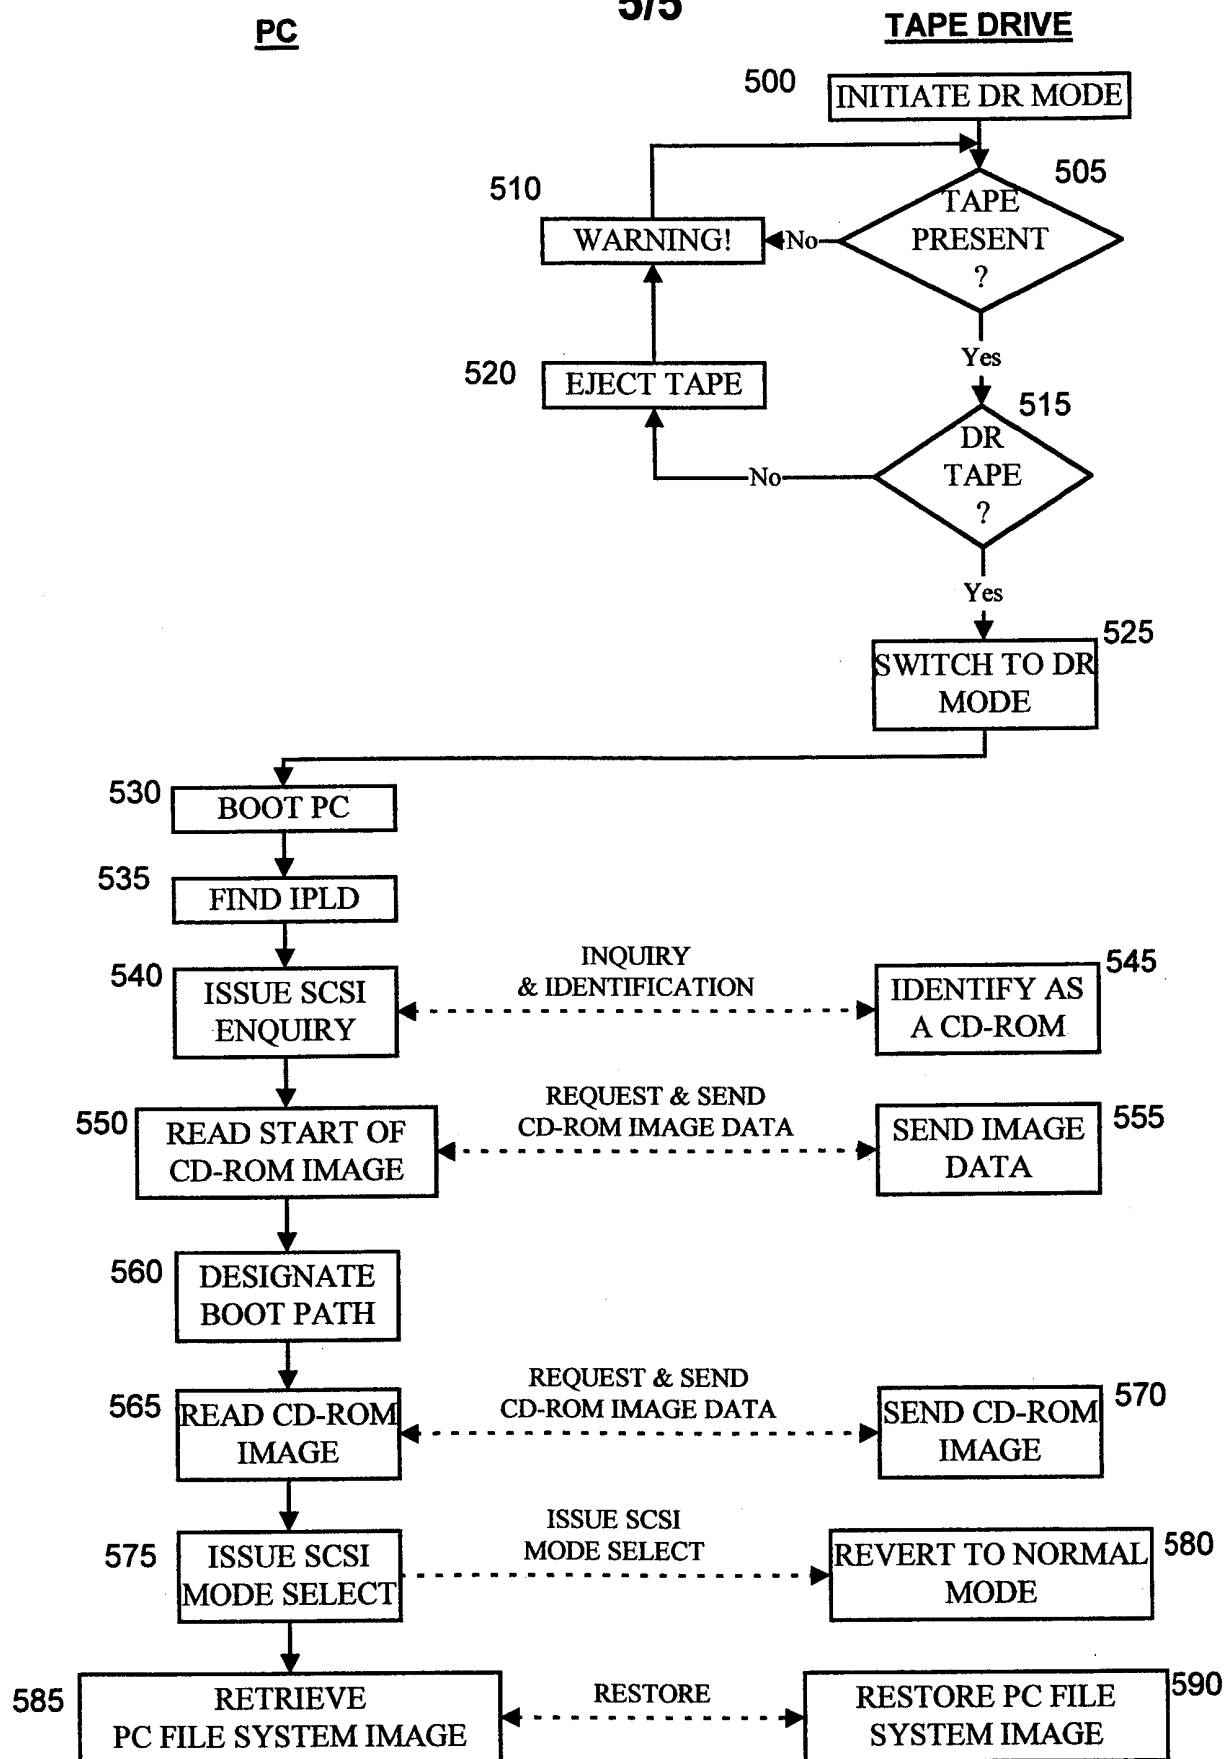 5/5
PC
TAPE DRIVE
500
INITIATE DR MODE
505
510
TAPE
PRESENT
?
WARNING!
No
Yes
520
EJECT TAPE
515
DR
TAPE
?
No
Yes
525
SWITCH TO DR
MODE
530
BOOT PC
535
FIND IPLD
540
ISSUE SCSI
ENQUIRY
INQUIRY
& IDENTIFICATION
545
IDENTIFY AS
A CD-ROM
550
READ START OF
CD-ROM IMAGE
REQUEST & SEND
CD-ROM IMAGE DATA
555
SEND IMAGE
DATA
560
DESIGNATE
BOOT PATH
565
READ CD-ROM
IMAGE
REQUEST & SEND
CD-ROM IMAGE DATA
570
SEND CD-ROM
IMAGE
575
ISSUE SCSI
MODE SELECT
ISSUE SCSI
MODE SELECT
580
REVERT TO NORMAL
MODE
585
RETRIEVE
PC FILE SYSTEM IMAGE
RESTORE
590
RESTORE PC FILE
SYSTEM IMAGE